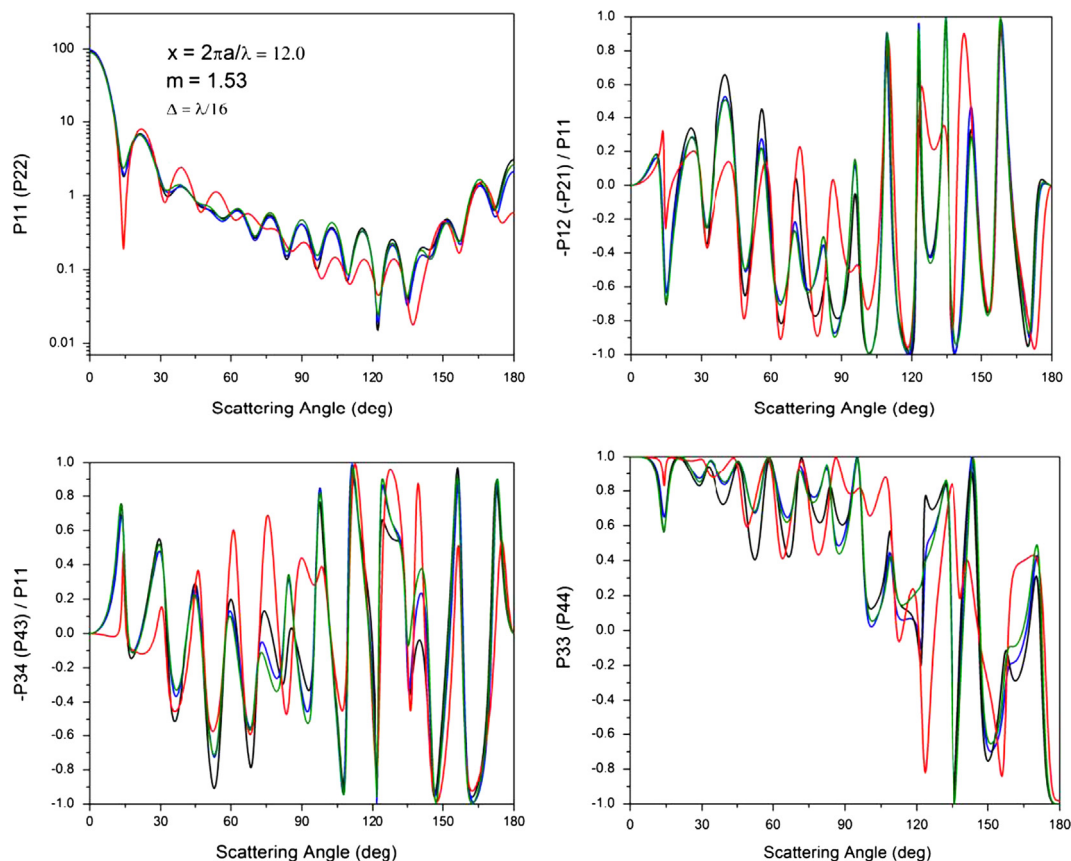 x = 2πa/λ = 12.0
m = 1.53
Δ = λ/16
P11 (P22)
100
10
1
0.1
0.01
0 30 60 90 120 150 180
Scattering Angle (deg)
-P12 (-P21) / P11
1.0
0.8
0.6
0.4
0.2
0.0
-0.2
-0.4
-0.6
-0.8
-1.0
0 30 60 90 120 150 180
Scattering Angle (deg)
-P34 (P43) / P11
1.0
0.8
0.6
0.4
0.2
0.0
-0.2
-0.4
-0.6
-0.8
-1.0
0 30 60 90 120 150 180
Scattering Angle (deg)
P33 (P44)
1.0
0.8
0.6
0.4
0.2
0.0
-0.2
-0.4
-0.6
-0.8
-1.0
0 30 60 90 120 150 180
Scattering Angle (deg)